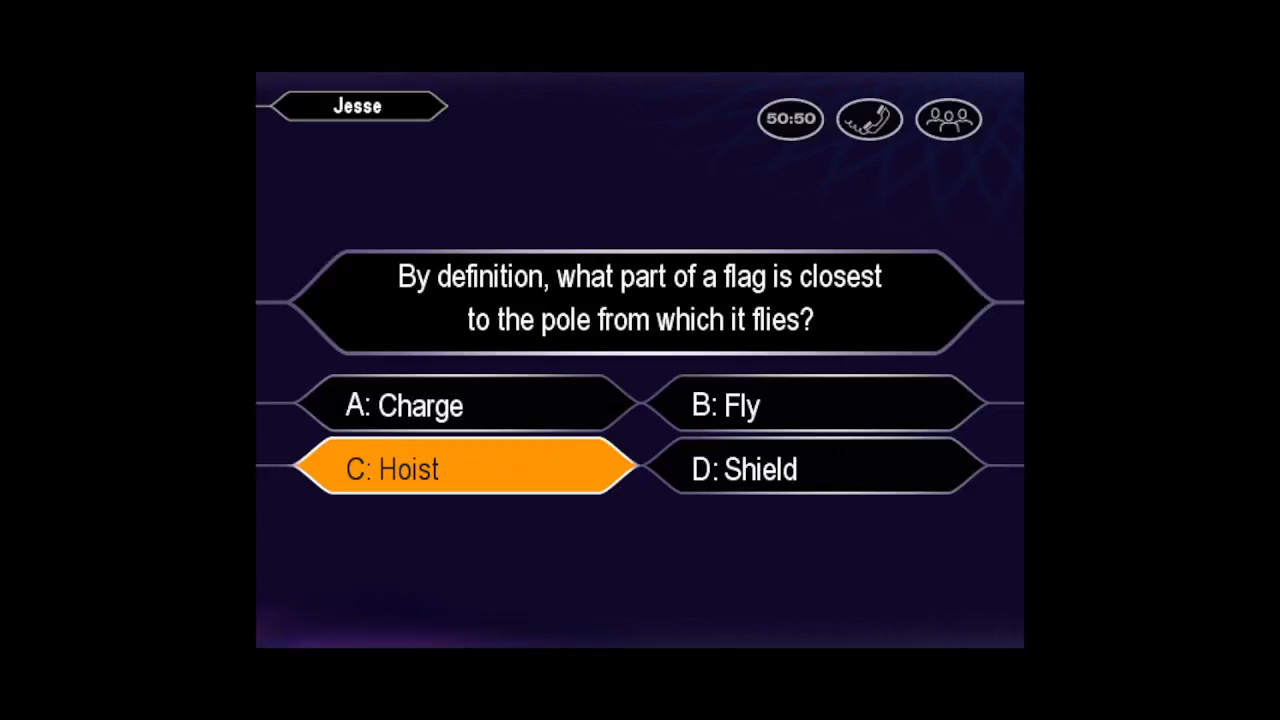 Jesse
50:50
By definition, what part of a flag is closest
to the pole from which it flies?
A: Charge
B: Fly
C: Hoist
D: Shield